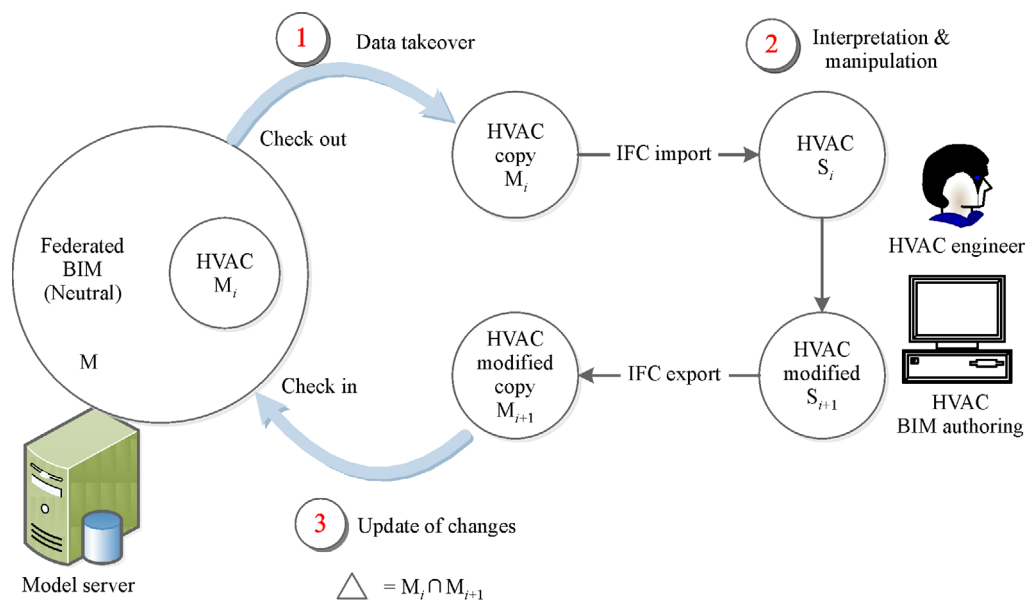 1
Data takeover
2
Interpretation &
manipulation
Check out
HVAC
copy
Mᵢ
IFC import
HVAC
Sᵢ
HVAC engineer
Federated
BIM
(Neutral)
HVAC
Mᵢ
M
Check in
HVAC
modified
copy
Mᵢ₊₁
IFC export
HVAC
modified
Sᵢ₊₁
HVAC
BIM authoring
3
Update of changes
Model server
△ = Mᵢ ∩ Mᵢ₊₁